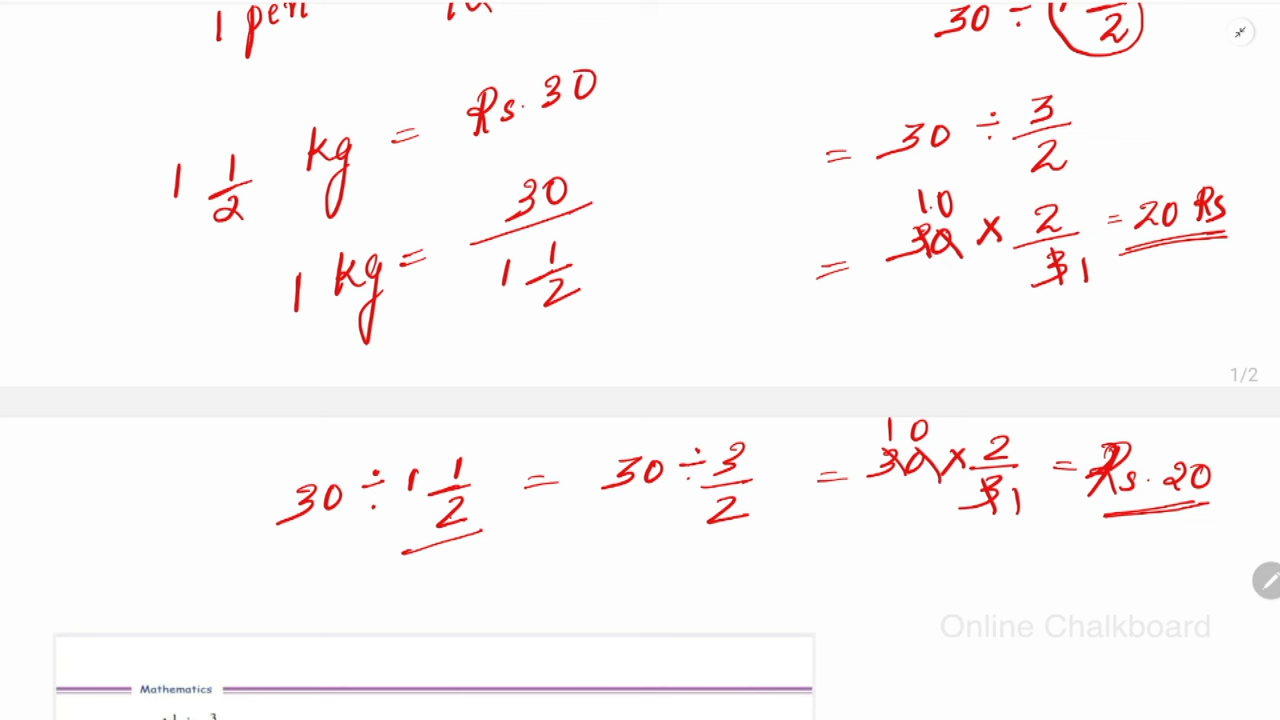 1 pen
30 ÷ 1 1/2
1 1/2 kg = Rs. 30
= 30 ÷ 3/2
1 kg = 30 / 1 1/2
10
= 30 × 2/3 1 = 20 Rs
1/2
10
30 ÷ 1 1/2 = 30 ÷ 3/2 = 30 × 2/3 1 = Rs. 20
Online Chalkboard
Mathematics